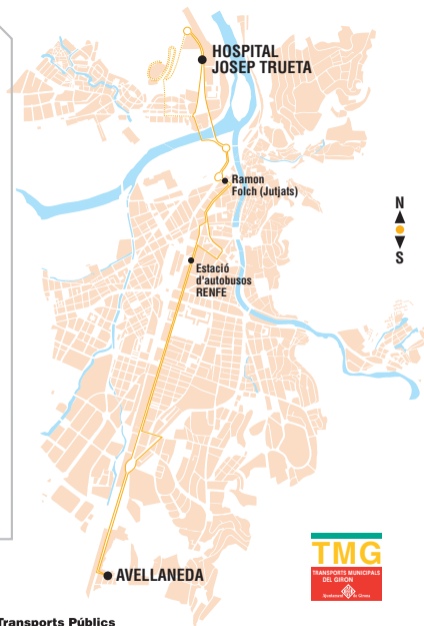 HOSPITAL
JOSEP TRUETA
Ramon
Folch (Jutjats)
N
S
Estació
d'autobusos
RENFE
AVELLANEDA
TMG
TRANSPORTS MUNICIPALS
DEL GIRON
Ajuntament de Girona
Transports Públics